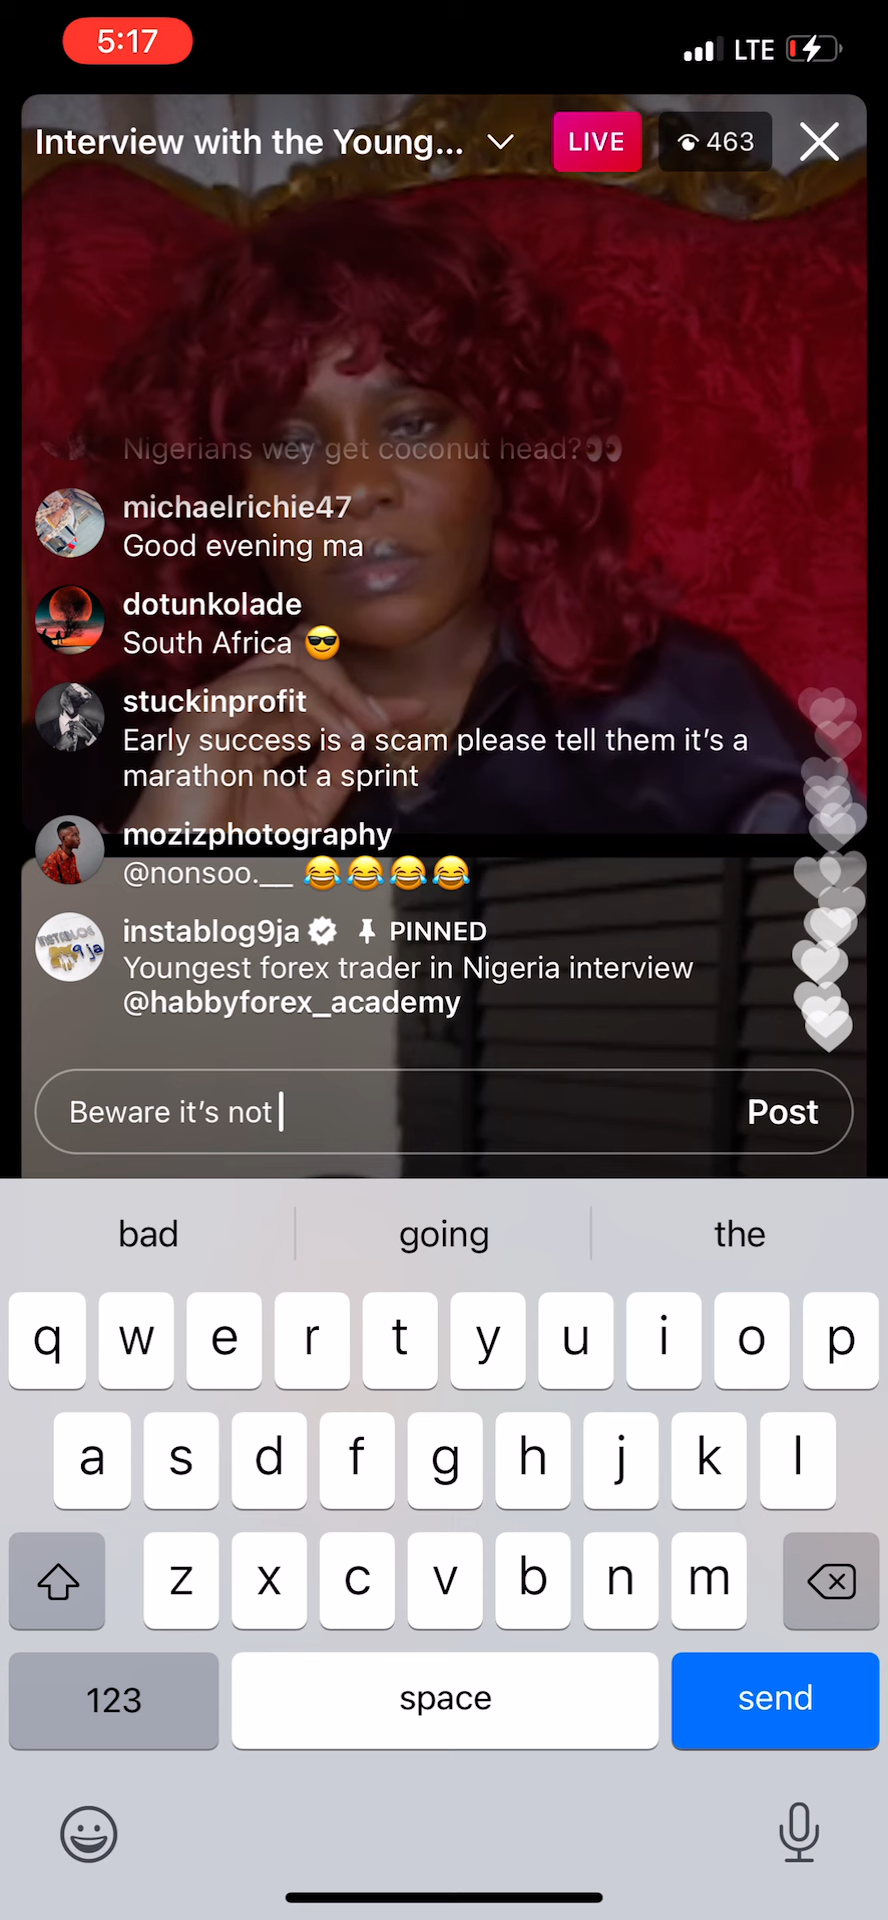 5:17
LTE
Interview with the Young...
LIVE
463
Nigerians wey get coconut head?👀
michaelrichie47
Good evening ma
dotunkolade
South Africa 😎
stuckinprofit
Early success is a scam please tell them it's a
marathon not a sprint
mozizphotography
@nonsoo.__ 😂😂😂😂
instablog9ja PINNED
Youngest forex trader in Nigeria interview
@habbyforex_academy
INSTABLOG
9ja
Beware it's not
Post
bad going the
q w e r t y u i o p
a s d f g h j k l
z x c v b n m
123 space send